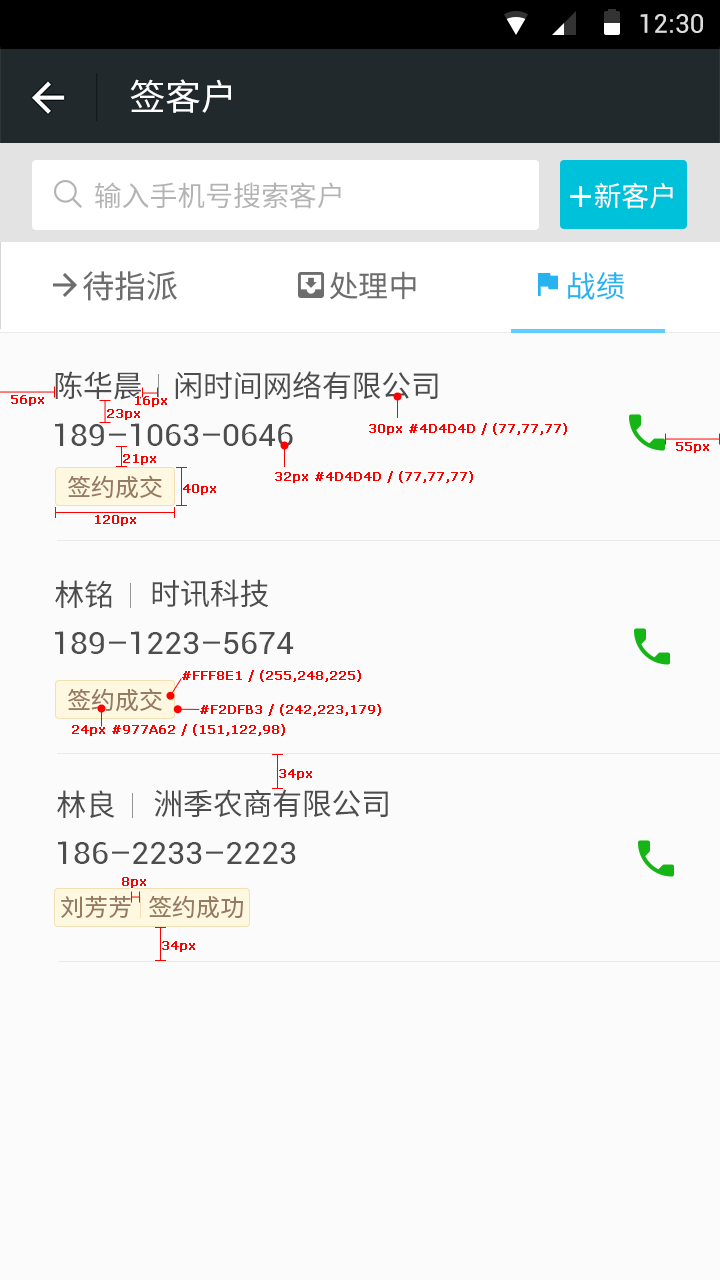 12:30
签客户
输入手机号搜索客户
+新客户
待指派
处理中
战绩
陈华晨 | 闲时间网络有限公司
56px
16px
23px
30px #4D4D4D / (77,77,77)
189-1063-0646
55px
21px
32px #4D4D4D / (77,77,77)
签约成交
40px
120px
林铭 | 时讯科技
189-1223-5674
#FFF8E1 / (255,248,225)
签约成交
#F2DFB3 / (242,223,179)
24px #977A62 / (151,122,98)
34px
林良 | 洲季农商有限公司
186-2233-2223
8px
刘芳芳 签约成功
34px